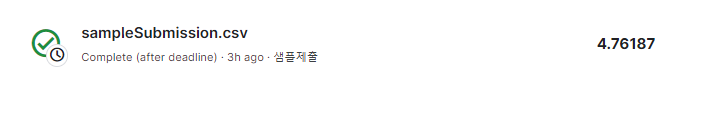 sampleSubmission.csv
4.76187
Complete (after deadline) · 3h ago · 샘플제출